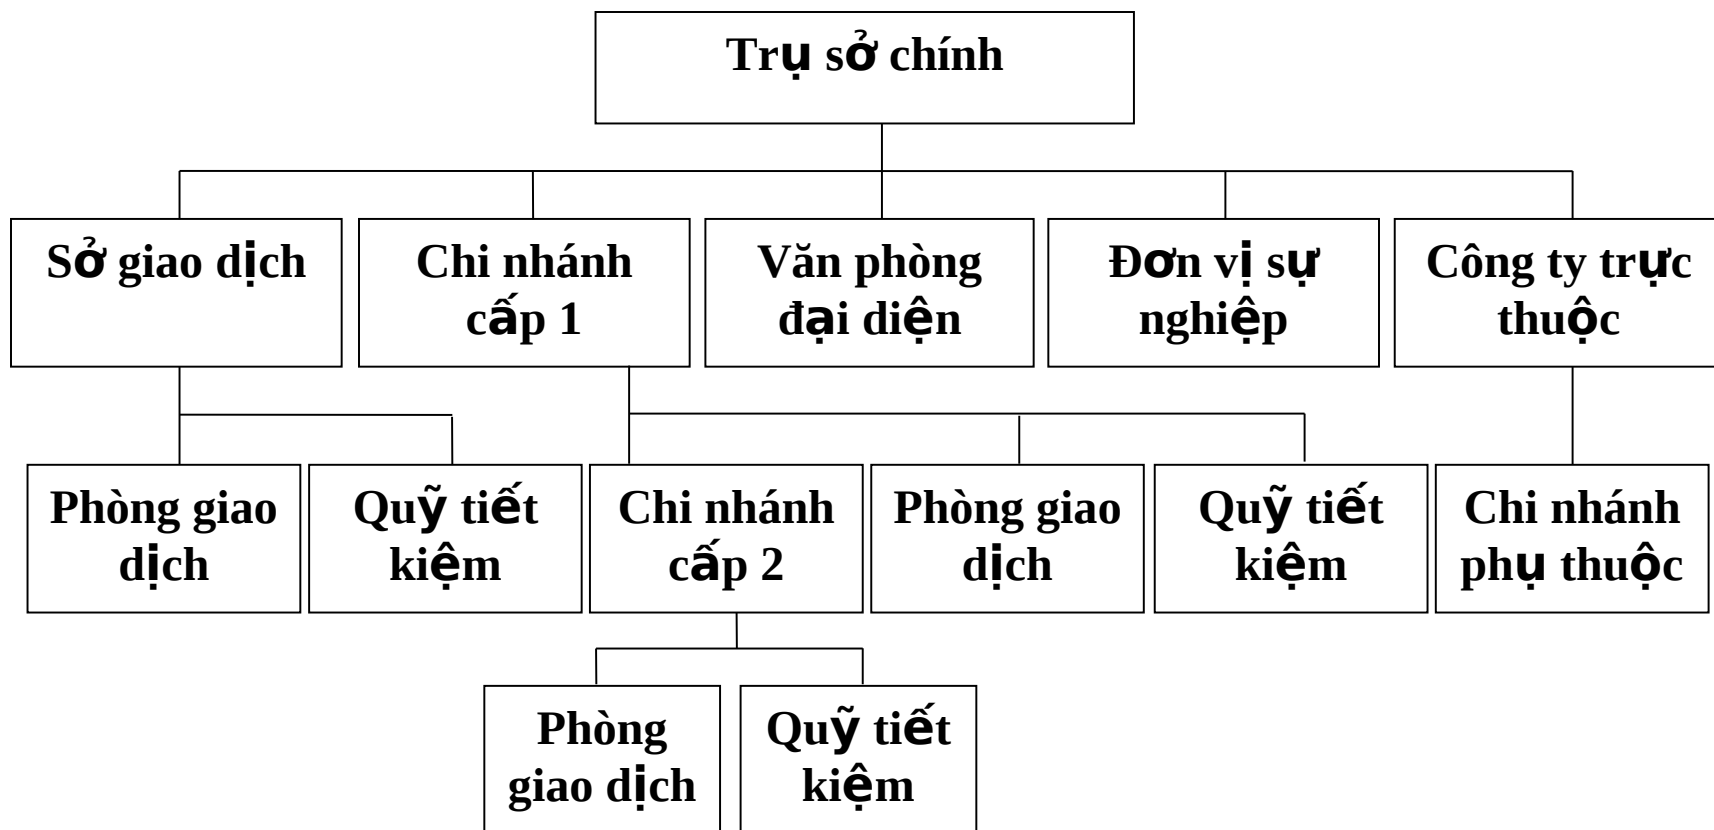 Trụ sở chính
Sở giao dịch
Chi nhánh
cấp 1
Văn phòng
đại diện
Đơn vị sự
nghiệp
Công ty trực
thuộc
Phòng giao
dịch
Quỹ tiết
kiệm
Chi nhánh
cấp 2
Phòng giao
dịch
Quỹ tiết
kiệm
Chi nhánh
phụ thuộc
Phòng
giao dịch
Quỹ tiết
kiệm